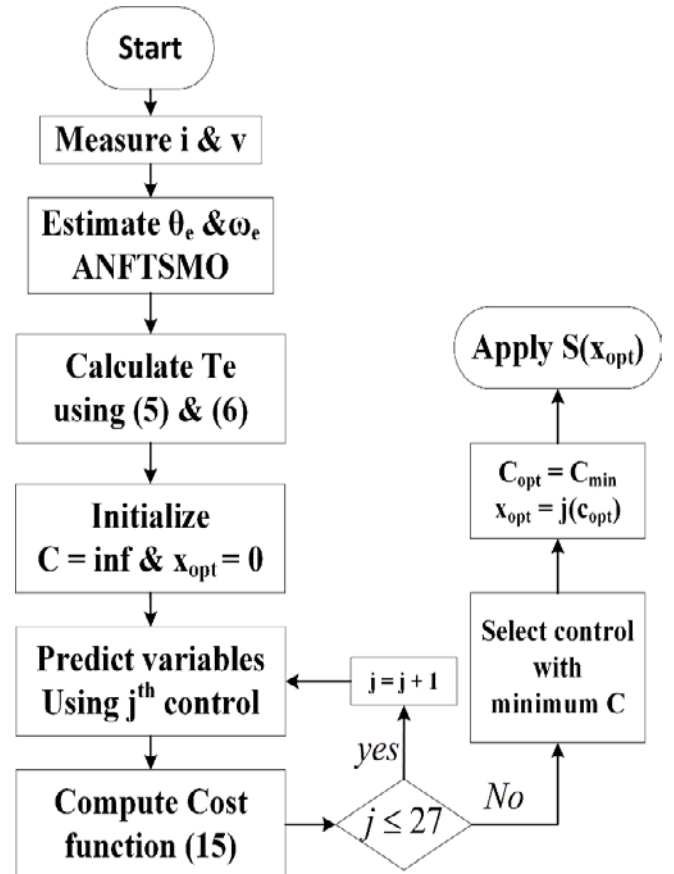 Start
Measure i & v
Estimate θₑ &ωₑ
ANFTSMO
Calculate Te
using (5) & (6)
Initialize
C = inf & xₒₚₜ = 0
Predict variables
Using jᵗʰ control
Compute Cost
function (15)
j ≤ 27
yes
j = j + 1
No
Select control
with
minimum C
Cₒₚₜ = Cₘᵢₙ
xₒₚₜ = j(cₒₚₜ)
Apply S(xₒₚₜ)